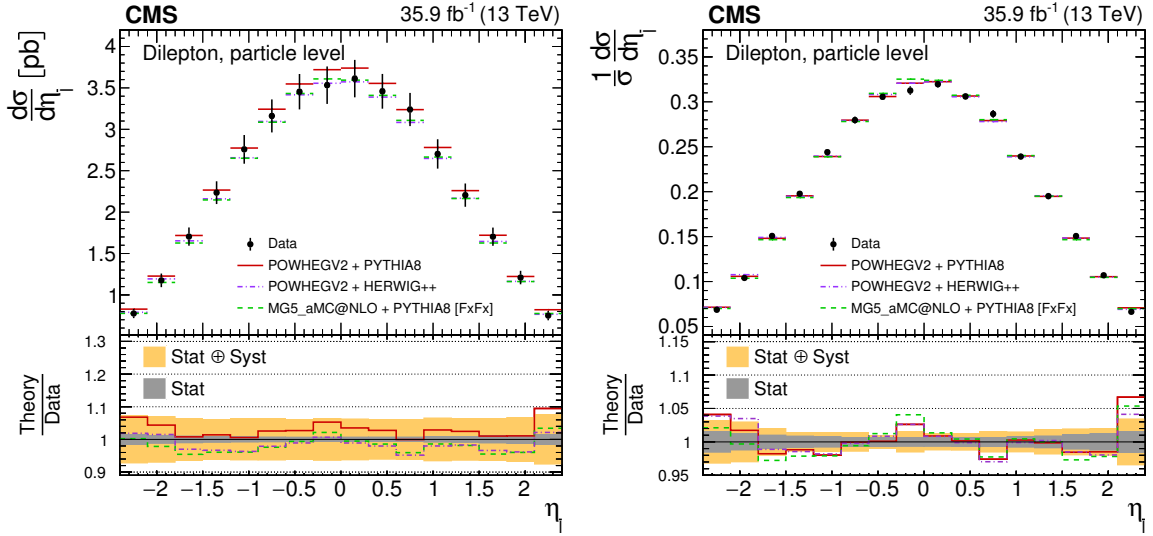 CMS 35.9 fb⁻¹ (13 TeV)
dσ/dη_l̄ [pb]
Dilepton, particle level
4
3.5
3
2.5
2
1.5
1
Data
POWHEGV2 + PYTHIA8
POWHEGV2 + HERWIG++
MG5_aMC@NLO + PYTHIA8 [FxFx]
Theory/Data
1.3
1.2
1.1
1
0.9
Stat ⊕ Syst
Stat
−2 −1.5 −1 −0.5 0 0.5 1 1.5 2
η_l̄
CMS 35.9 fb⁻¹ (13 TeV)
1/σ dσ/dη_l̄
Dilepton, particle level
0.35
0.3
0.25
0.2
0.15
0.1
0.05
Data
POWHEGV2 + PYTHIA8
POWHEGV2 + HERWIG++
MG5_aMC@NLO + PYTHIA8 [FxFx]
Theory/Data
1.15
1.1
1.05
1
0.95
Stat ⊕ Syst
Stat
−2 −1.5 −1 −0.5 0 0.5 1 1.5 2
η_l̄